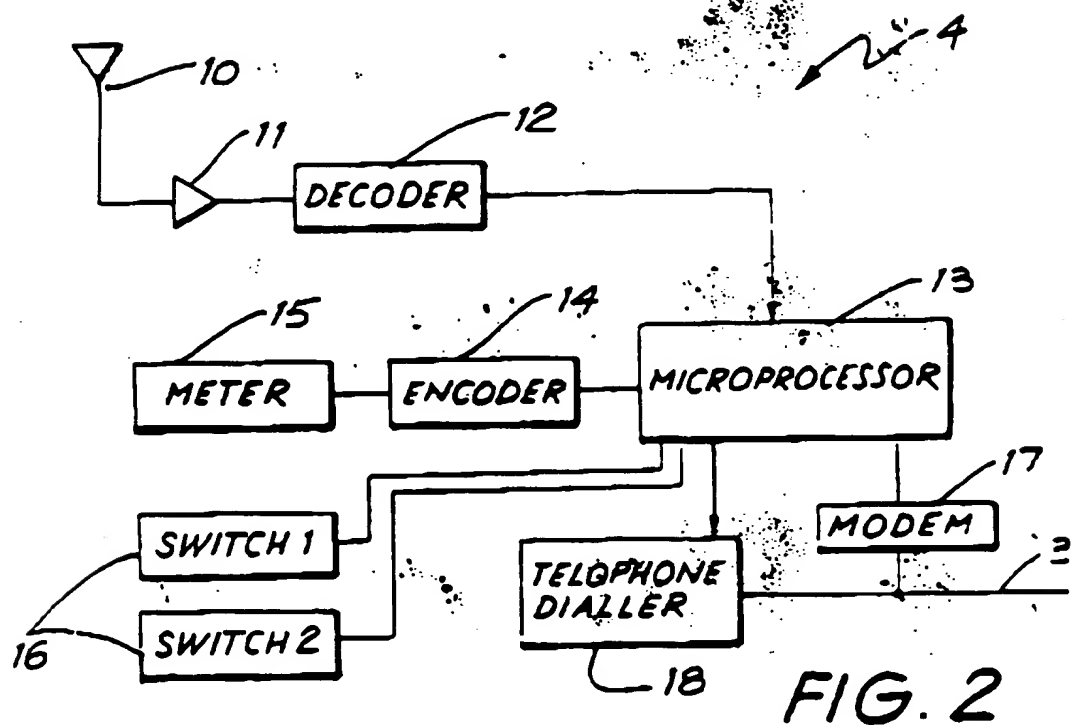 4
10
11
12
DECODER
13
15
14
METER
ENCODER
MICROPROCESSOR
17
SWITCH 1
MODEM
TELOPHONE
DIALLER
SWITCH 2
16
18
FIG. 2